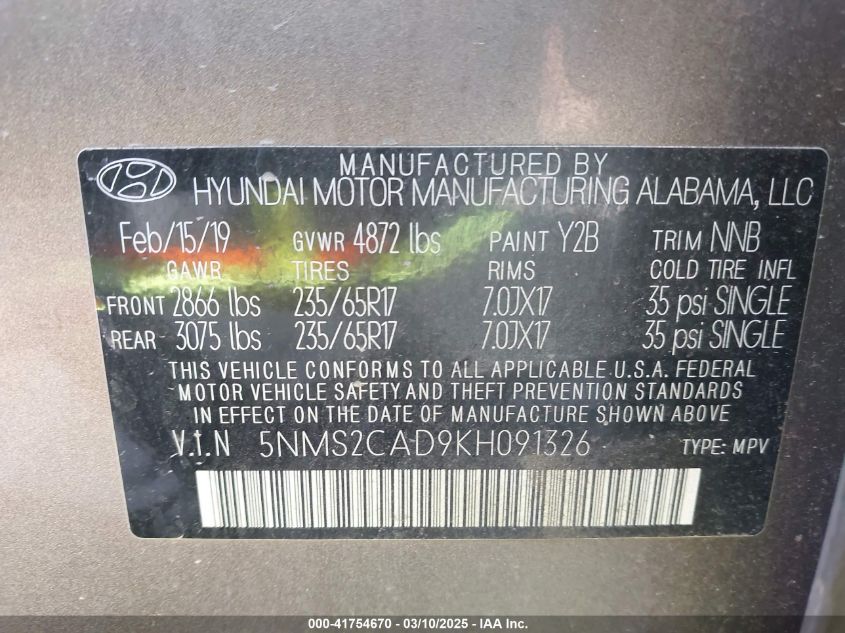 MANUFACTURED BY
HYUNDAI MOTOR MANUFACTURING ALABAMA, LLC
Feb/15/19 GVWR 4872 lbs PAINT Y2B TRIM NNB
GAWR TIRES RIMS COLD TIRE INFL
FRONT 2866 lbs 235/65R17 7.0JX17 35 psi SINGLE
REAR 3075 lbs 235/65R17 7.0JX17 35 psi SINGLE
THIS VEHICLE CONFORMS TO ALL APPLICABLE U.S.A. FEDERAL
MOTOR VEHICLE SAFETY AND THEFT PREVENTION STANDARDS
IN EFFECT ON THE DATE OF MANUFACTURE SHOWN ABOVE
V.I.N 5NMS2CAD9KH091326 TYPE: MPV
000-41754670 — 03/10/2025 — IAA Inc.